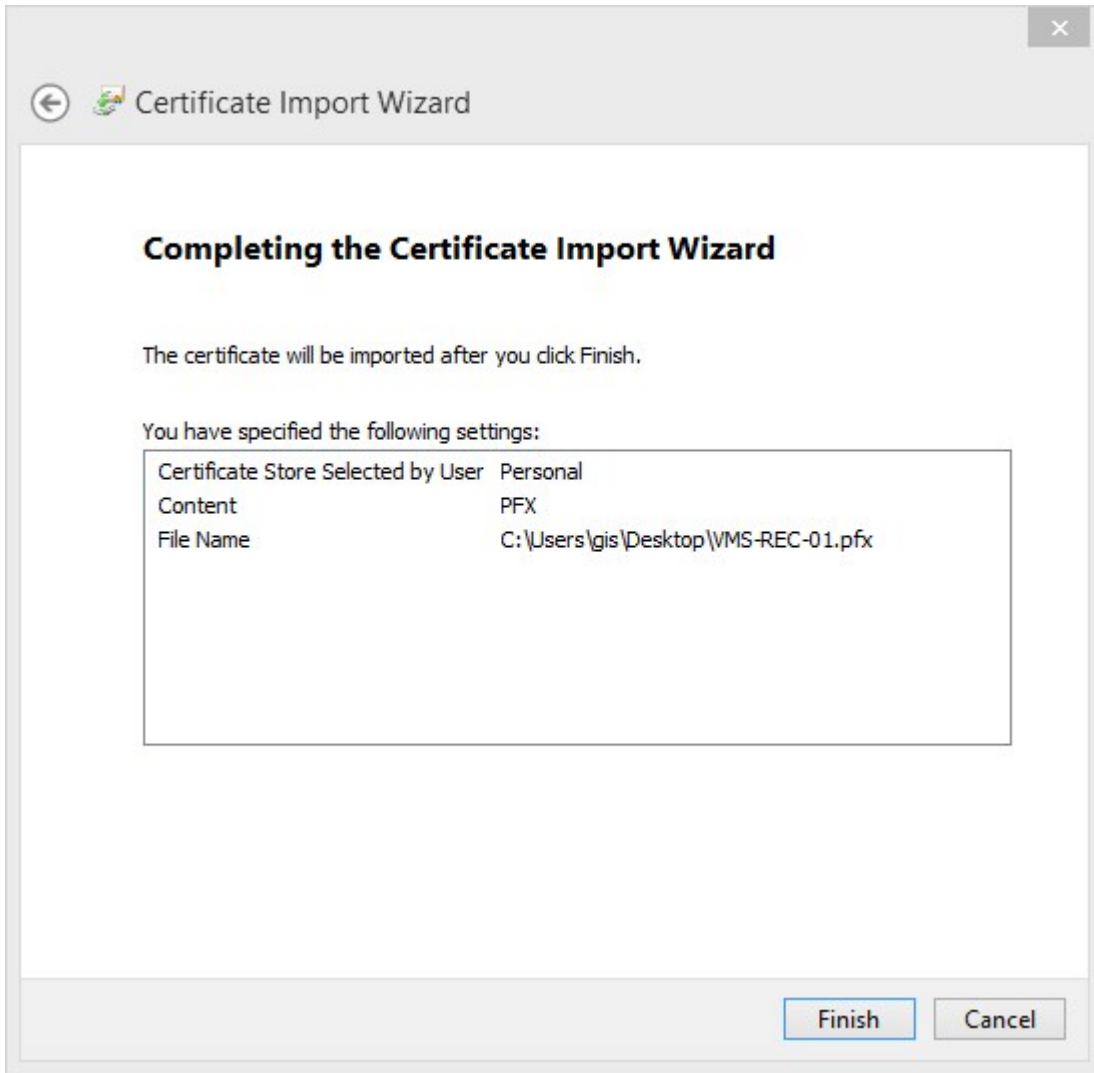 Certificate Import Wizard
Completing the Certificate Import Wizard
The certificate will be imported after you click Finish.
You have specified the following settings:
Certificate Store Selected by User Personal
Content PFX
File Name C:\Users\gis\Desktop\VMS-REC-01.pfx
Finish Cancel